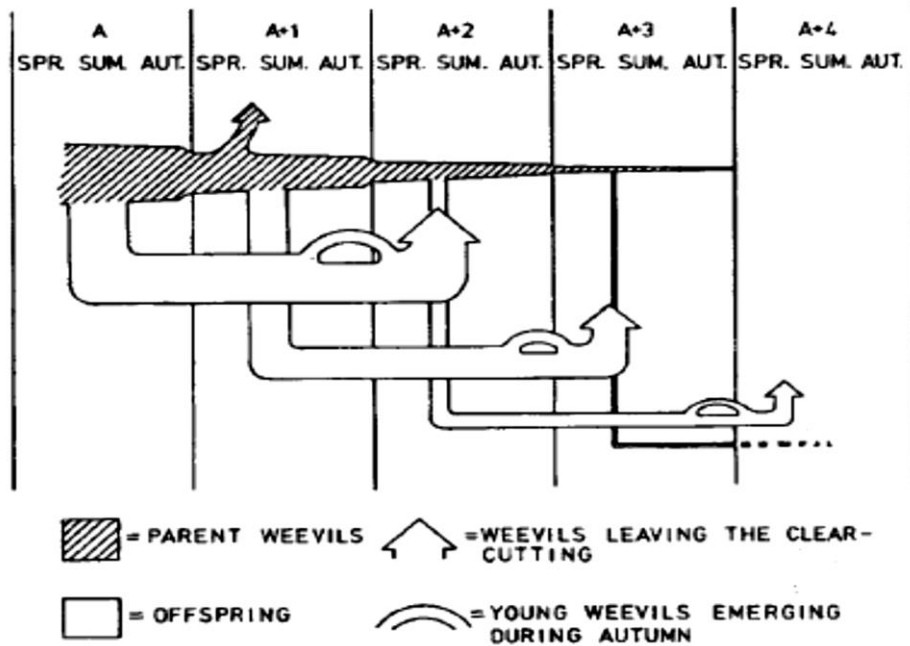 A A+1 A+2 A+3 A+4
SPR. SUM. AUT. SPR. SUM. AUT. SPR. SUM. AUT. SPR. SUM. AUT. SPR. SUM. AUT.
= PARENT WEEVILS
= WEEVILS LEAVING THE CLEAR-
CUTTING
= OFFSPRING
= YOUNG WEEVILS EMERGING
DURING AUTUMN